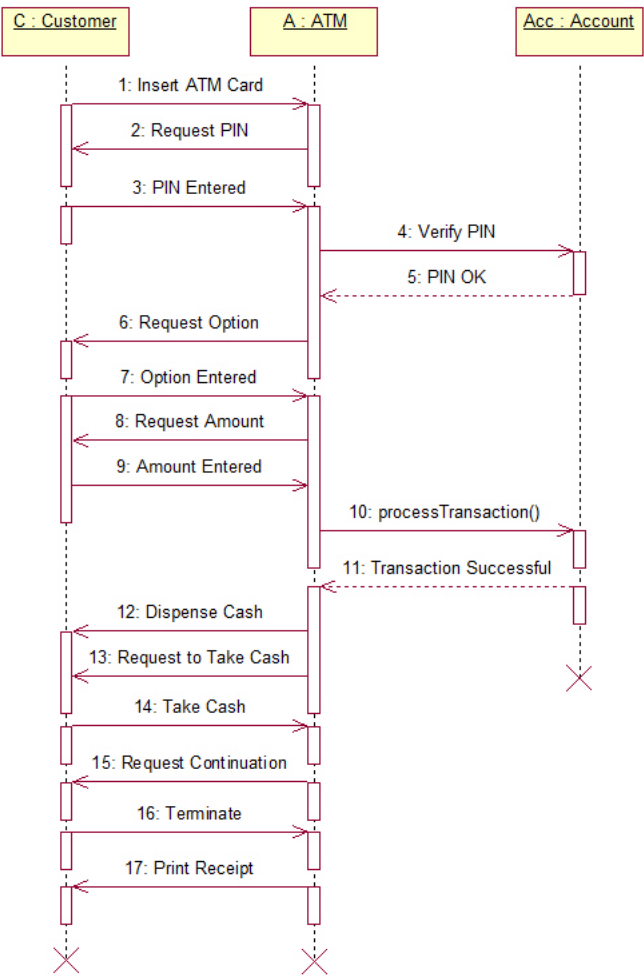 C : Customer
A : ATM
Acc : Account
1: Insert ATM Card
2: Request PIN
3: PIN Entered
4: Verify PIN
5: PIN OK
6: Request Option
7: Option Entered
8: Request Amount
9: Amount Entered
10: processTransaction()
11: Transaction Successful
12: Dispense Cash
13: Request to Take Cash
14: Take Cash
15: Request Continuation
16: Terminate
17: Print Receipt